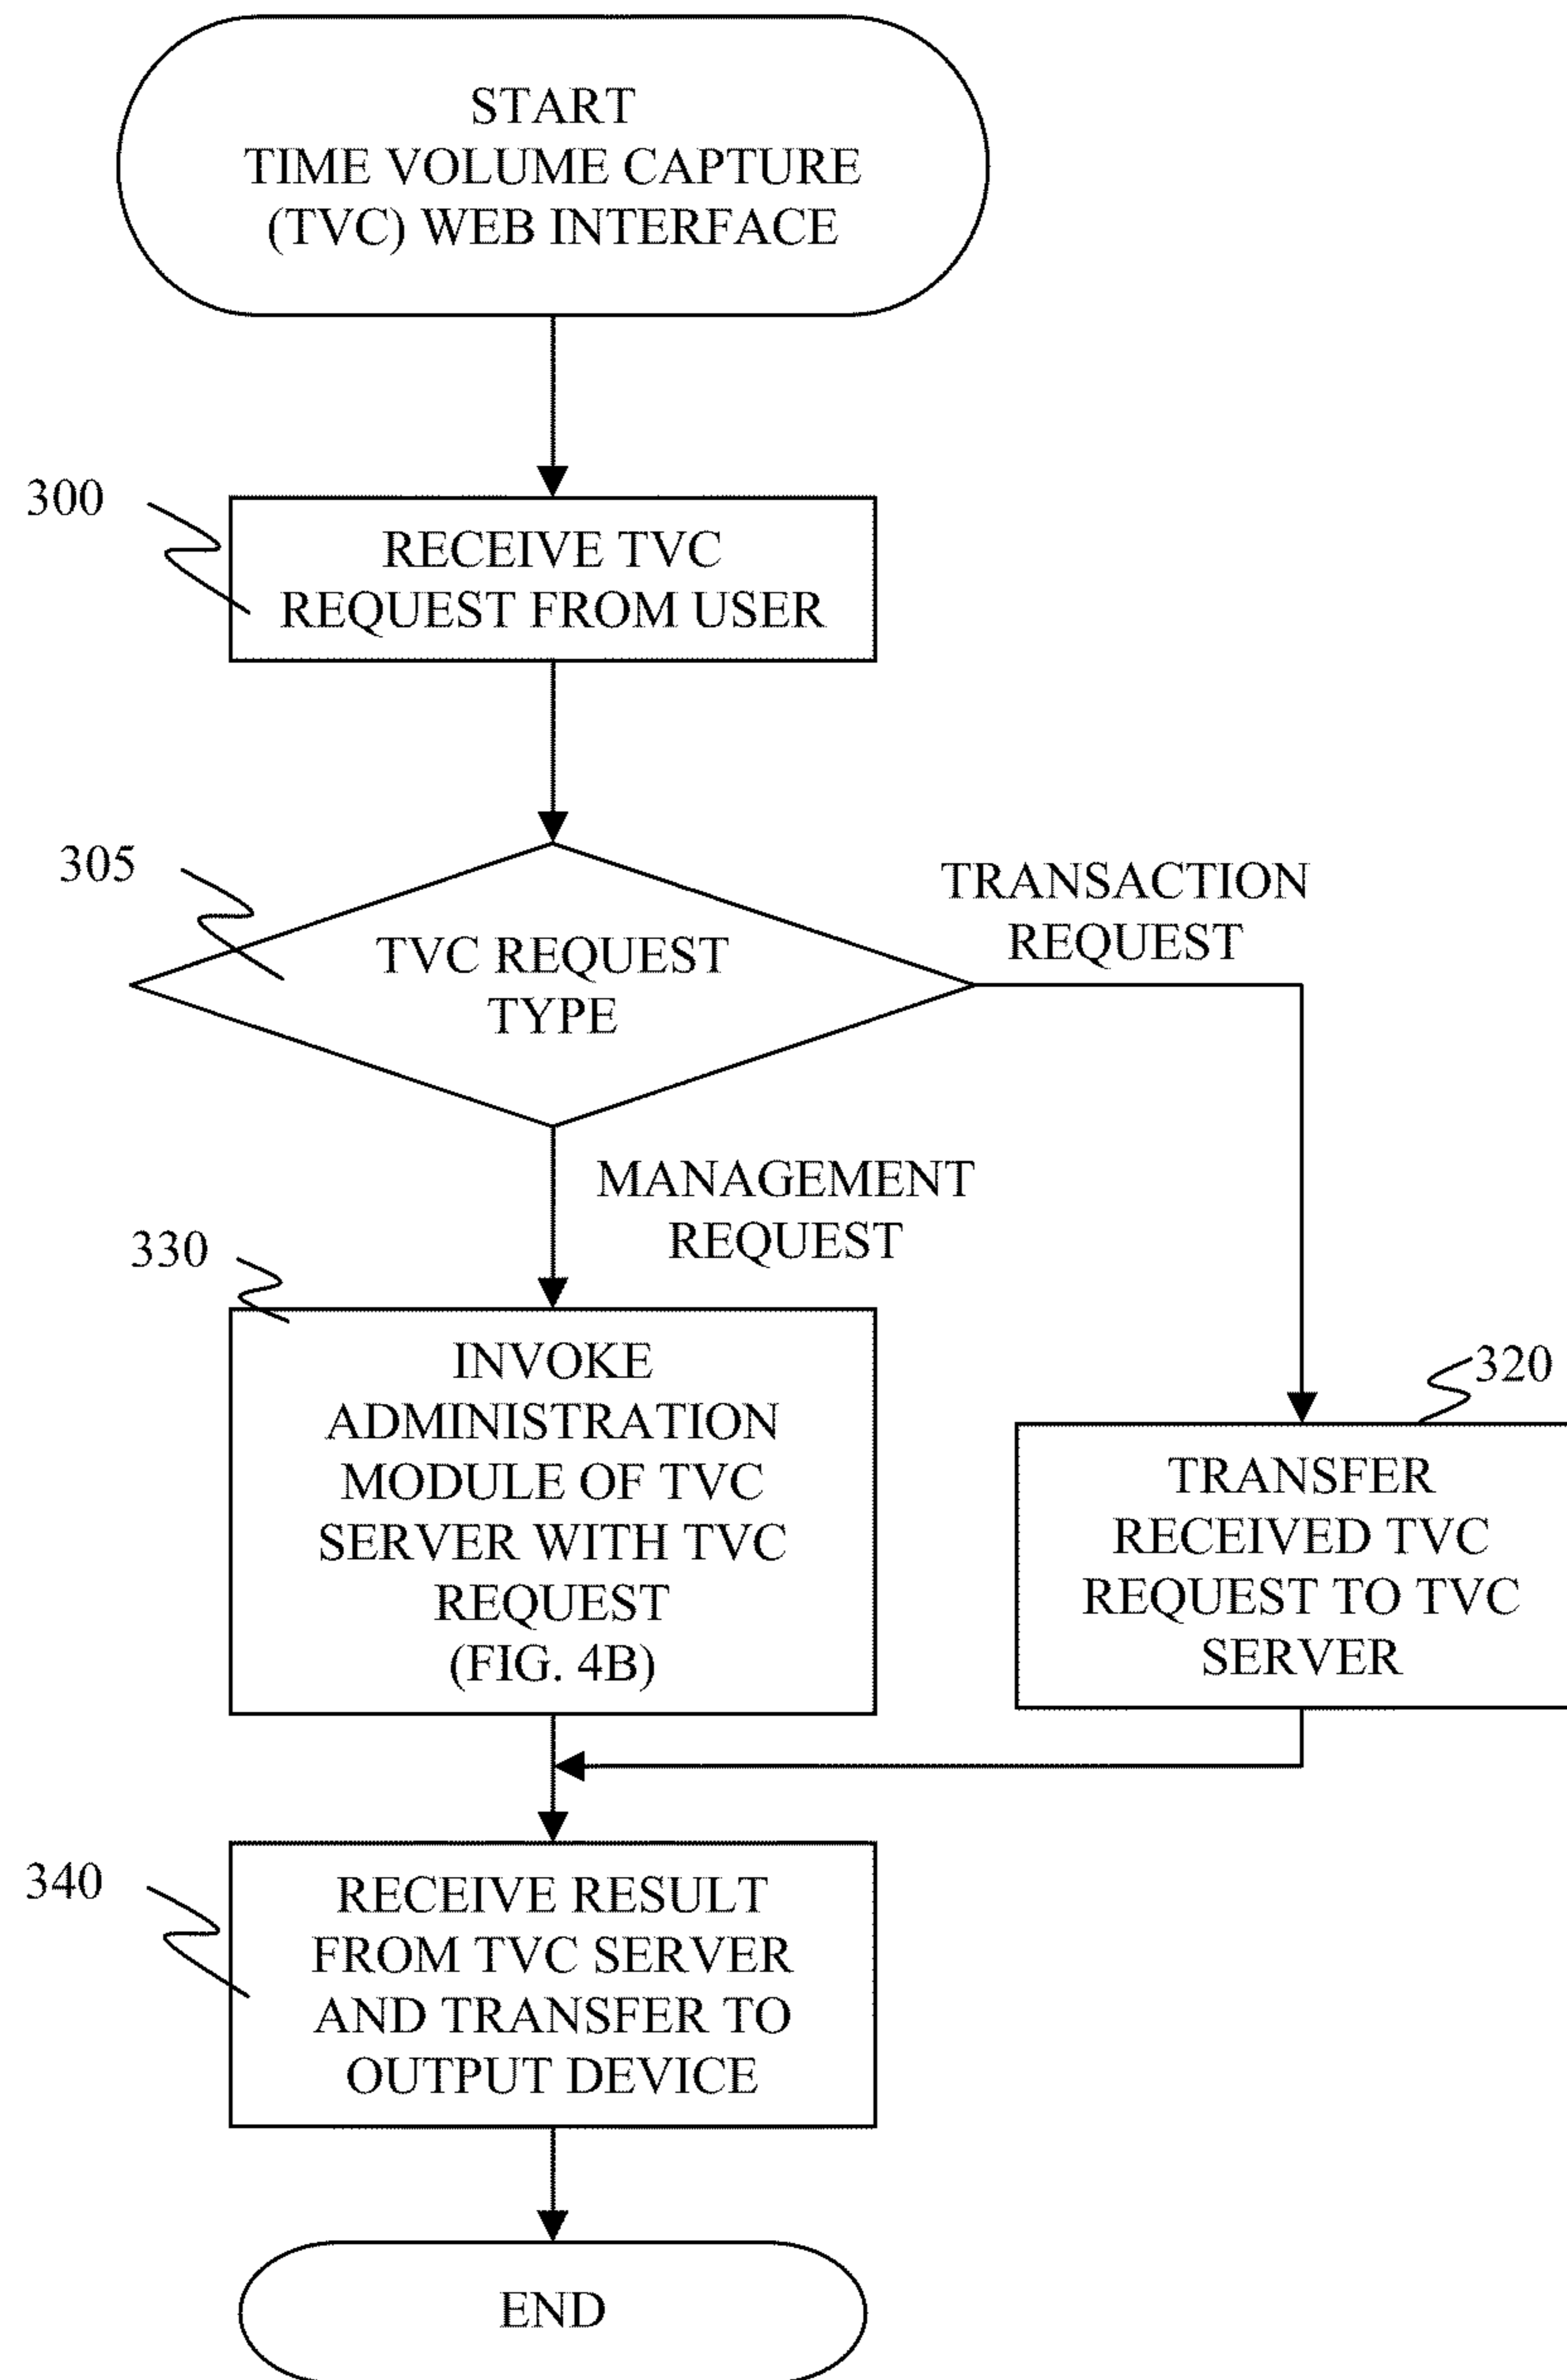 START
TIME VOLUME CAPTURE
(TVC) WEB INTERFACE
300
RECEIVE TVC
REQUEST FROM USER
305
TVC REQUEST
TYPE
TRANSACTION
REQUEST
MANAGEMENT
REQUEST
330
INVOKE
ADMINISTRATION
MODULE OF TVC
SERVER WITH TVC
REQUEST
(FIG. 4B)
320
TRANSFER
RECEIVED TVC
REQUEST TO TVC
SERVER
340
RECEIVE RESULT
FROM TVC SERVER
AND TRANSFER TO
OUTPUT DEVICE
END